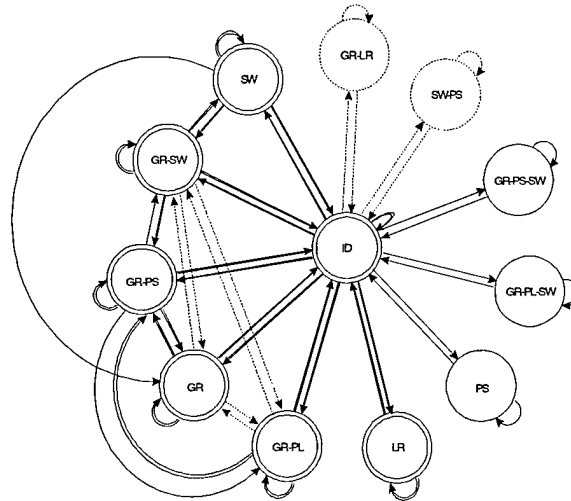 GR-LR
SW
SW-PS
GR-SW
GR-PS-SW
ID
GR-PS
GR-PL-SW
GR
PS
GR-PL
LR